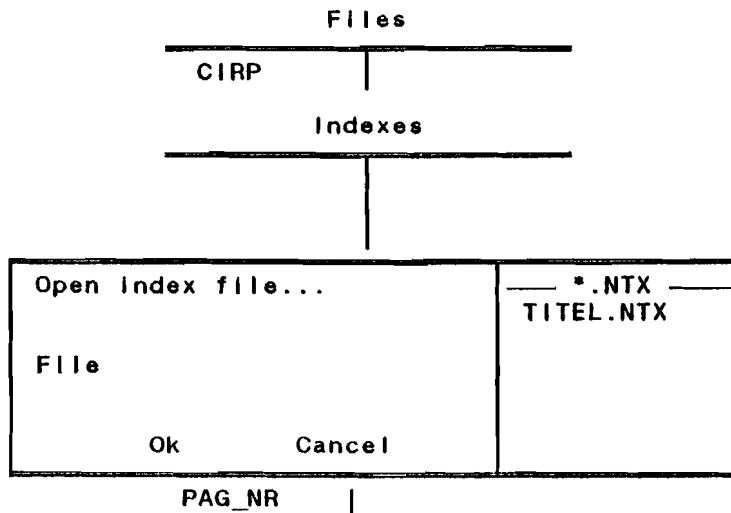 Files
CIRP
Indexes
Open index file...
*.NTX
TITEL.NTX
File
Ok Cancel
PAG_NR